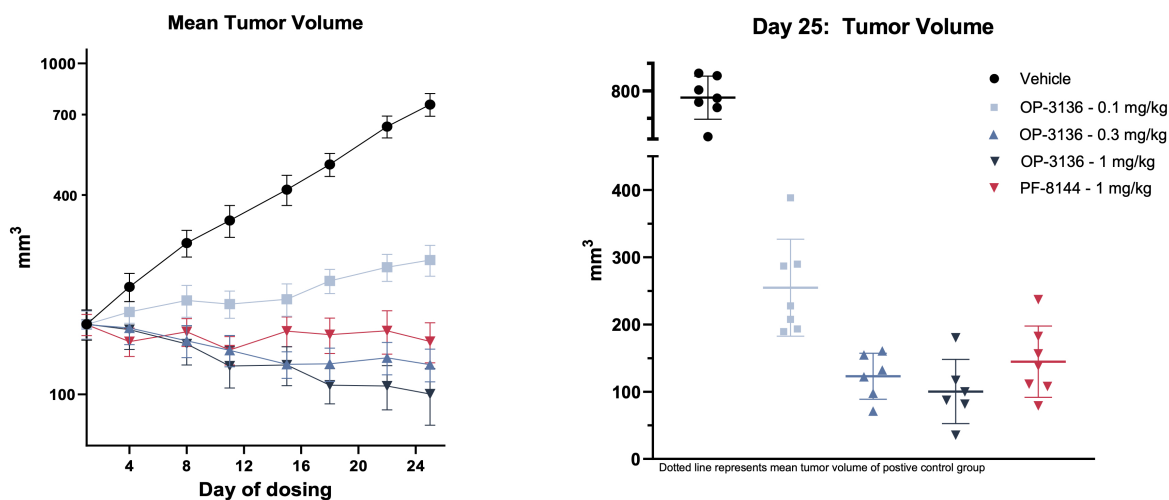 Mean Tumor Volume
1000
700
400
100
mm3
4 8 12 16 20 24
Day of dosing
Day 25: Tumor Volume
800
400
300
200
100
0
mm3
Vehicle
OP-3136 - 0.1 mg/kg
OP-3136 - 0.3 mg/kg
OP-3136 - 1 mg/kg
PF-8144 - 1 mg/kg
Dotted line represents mean tumor volume of postive control group